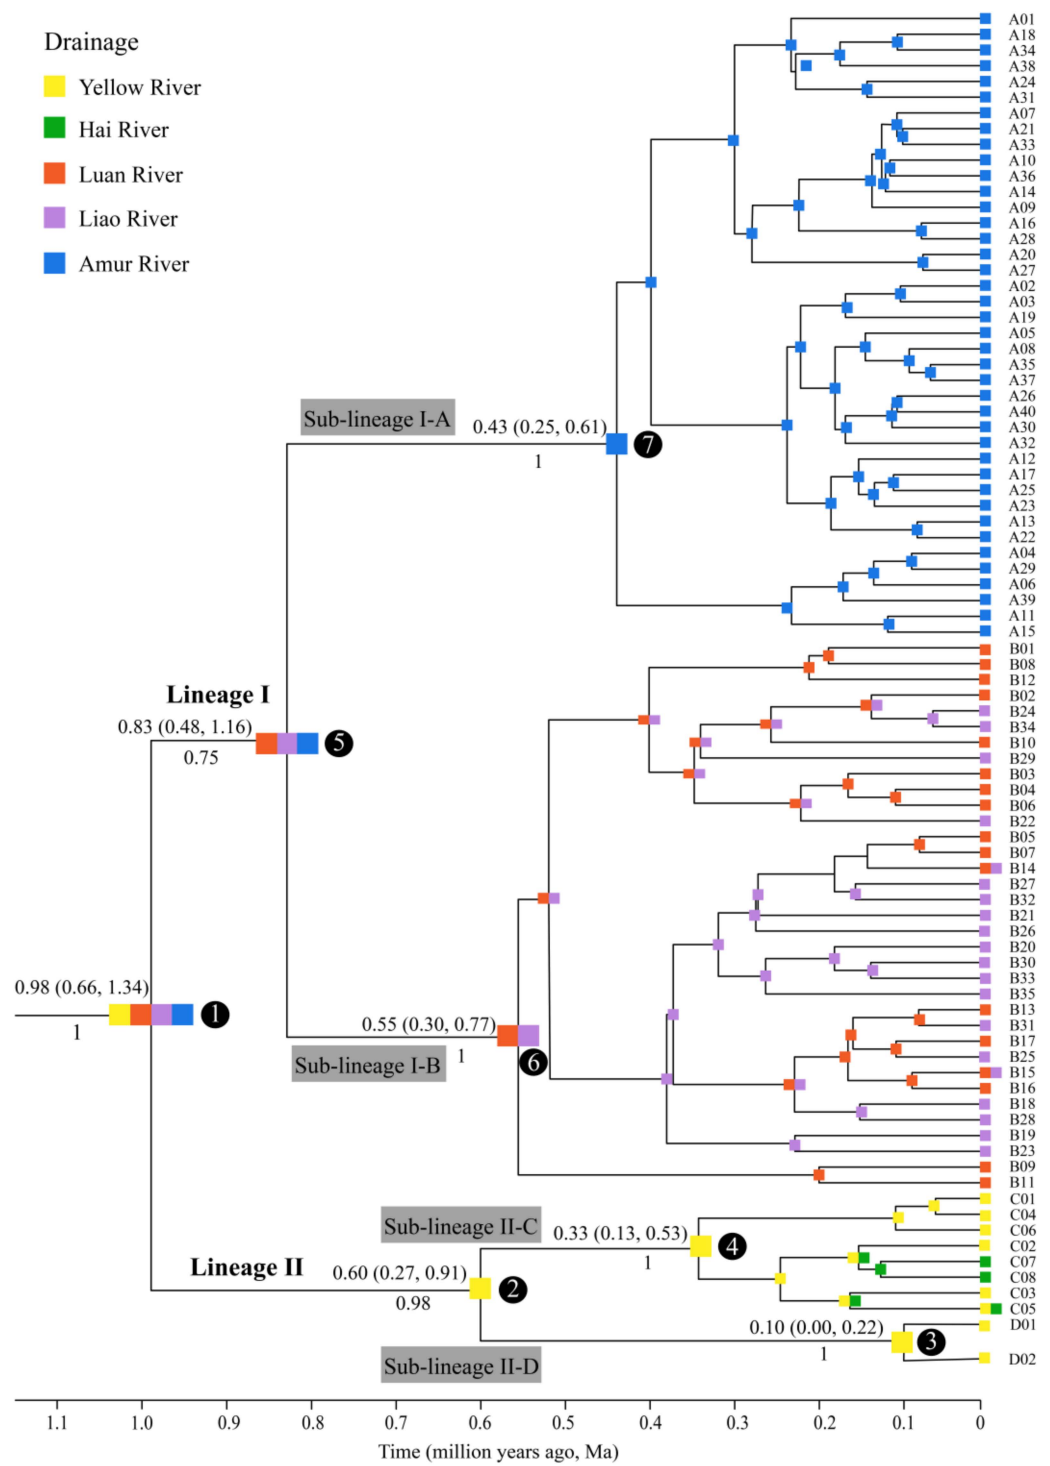 Drainage
Yellow River
Hai River
Luan River
Liao River
Amur River
A01
A18
A34
A38
A24
A31
A07
A21
A33
A10
A36
A14
A09
A16
A28
A20
A27
A02
A03
A19
A05
A08
A35
A37
A26
A40
A30
A32
A12
A17
A25
A23
A13
A22
A04
A29
A06
A39
A11
A15
B01
B08
B12
B02
B24
B34
B10
B29
B03
B04
B06
B22
B05
B07
B14
B27
B32
B21
B26
B20
B30
B33
B35
B13
B31
B17
B25
B15
B16
B18
B28
B19
B23
B09
B11
C01
C04
C06
C02
C07
C08
C03
C05
D01
D02
Sub-lineage I-A
0.43 (0.25, 0.61)
1
7
Lineage I
0.83 (0.48, 1.16)
0.75
5
0.98 (0.66, 1.34)
1
1
0.55 (0.30, 0.77)
Sub-lineage I-B
1
6
Sub-lineage II-C
0.33 (0.13, 0.53)
1
4
Lineage II
0.60 (0.27, 0.91)
0.98
2
0.10 (0.00, 0.22)
1
3
Sub-lineage II-D
1.1 1.0 0.9 0.8 0.7 0.6 0.5 0.4 0.3 0.2 0.1 0
Time (million years ago, Ma)